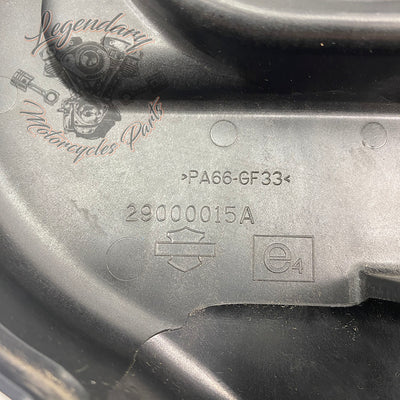 Legendary
Motorcycles Parts
>PA66-GF33<
29000015A
e4